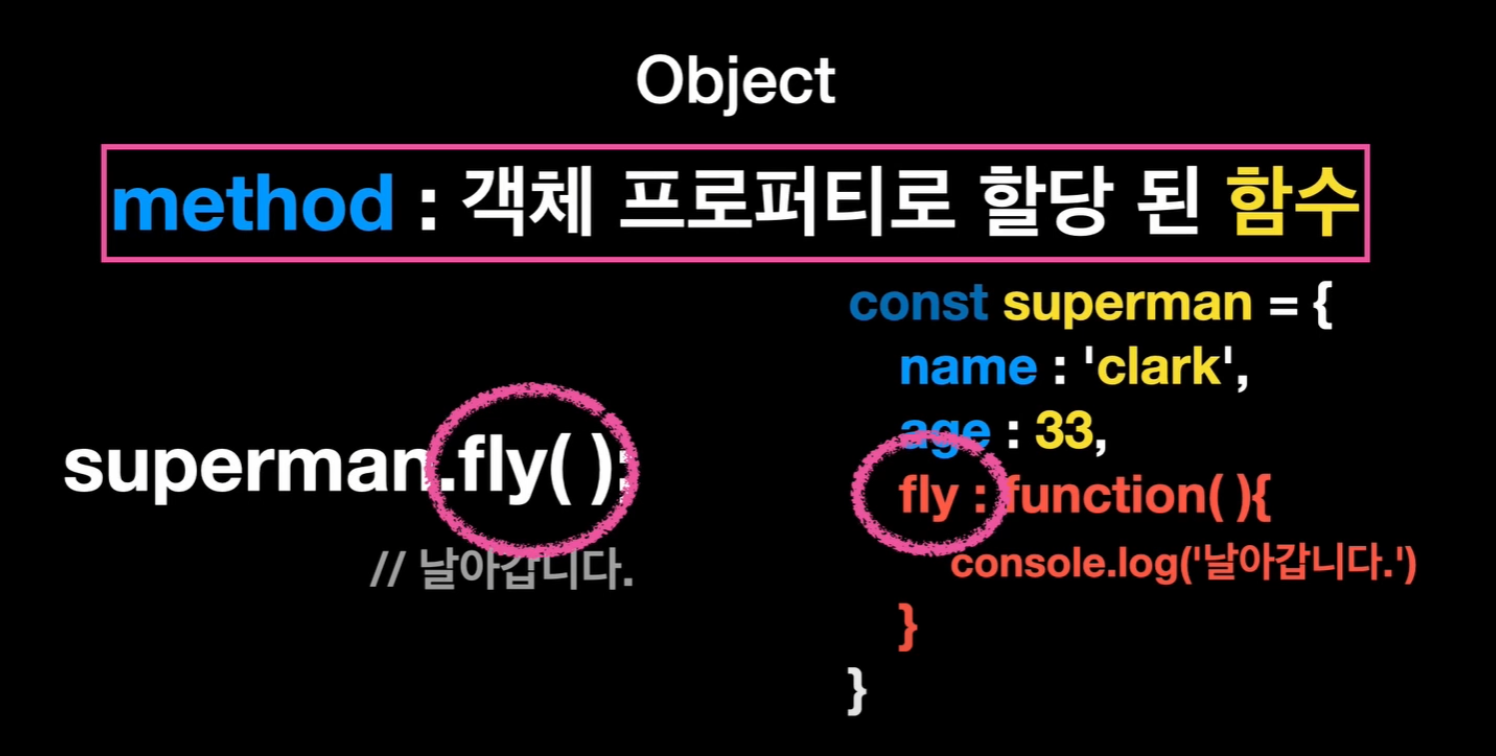 Object
method : 객체 프로퍼티로 할당 된 함수
superman.fly( );
// 날아갑니다.
const superman = {
name : 'clark',
age : 33,
fly : function( ){
console.log('날아갑니다.')
}
}